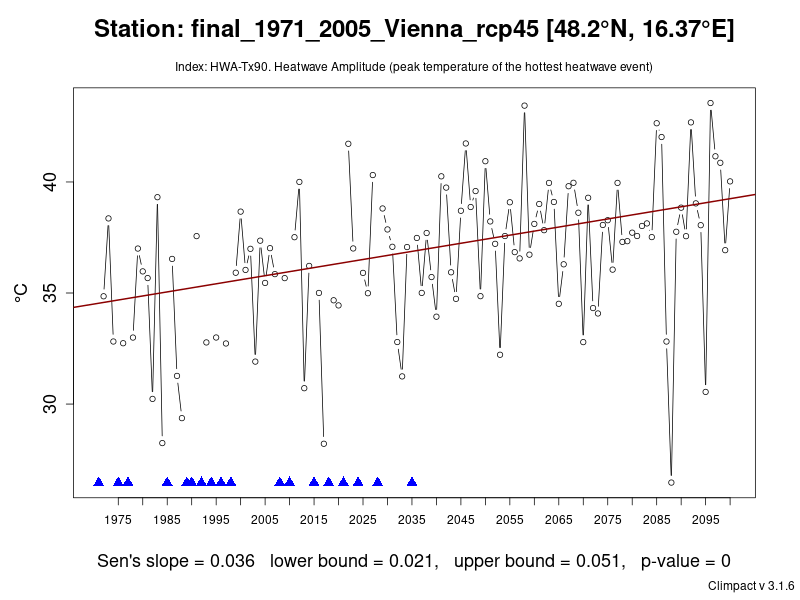 Station: final_1971_2005_Vienna_rcp45 [48.2°N, 16.37°E]
Index: HWA-Tx90. Heatwave Amplitude (peak temperature of the hottest heatwave event)
40
35
30
°C
1975 1985 1995 2005 2015 2025 2035 2045 2055 2065 2075 2085 2095
Sen's slope = 0.036 lower bound = 0.021, upper bound = 0.051, p-value = 0
Climpact v 3.1.6